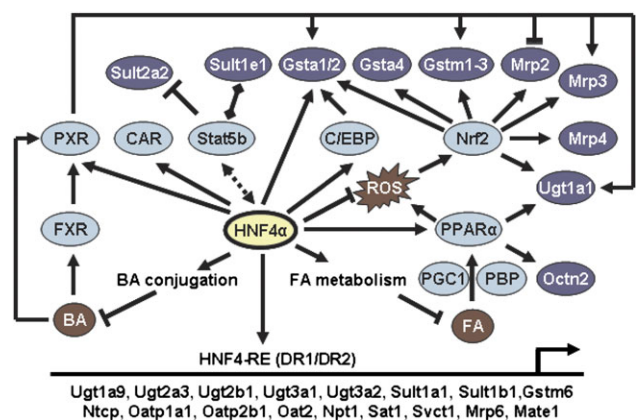 Sult2a2 Sult1e1 Gsta1/2 Gsta4 Gstm1-3 Mrp2 Mrp3
PXR CAR Stat5b C/EBP Nrf2 Mrp4
ROS Ugt1a1
FXR HNF4α PPARα
BA conjugation FA metabolism PGC1 PBP Octn2
BA FA
HNF4-RE (DR1/DR2)
Ugt1a9, Ugt2a3, Ugt2b1, Ugt3a1, Ugt3a2, Sult1a1, Sult1b1,Gstm6
Ntcp, Oatp1a1, Oatp2b1, Oat2, Npt1, Sat1, Svct1, Mrp6, Mate1